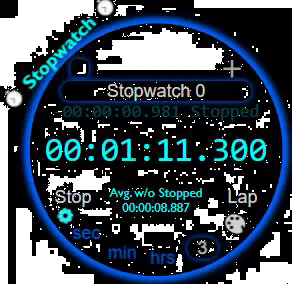 Stopwatch
Stopwatch 0
00:00:00.981 Stopped
00:01:11.300
Stop
Avg. w/o Stopped
Lap
00:00:08.887
sec
min
hrs
3